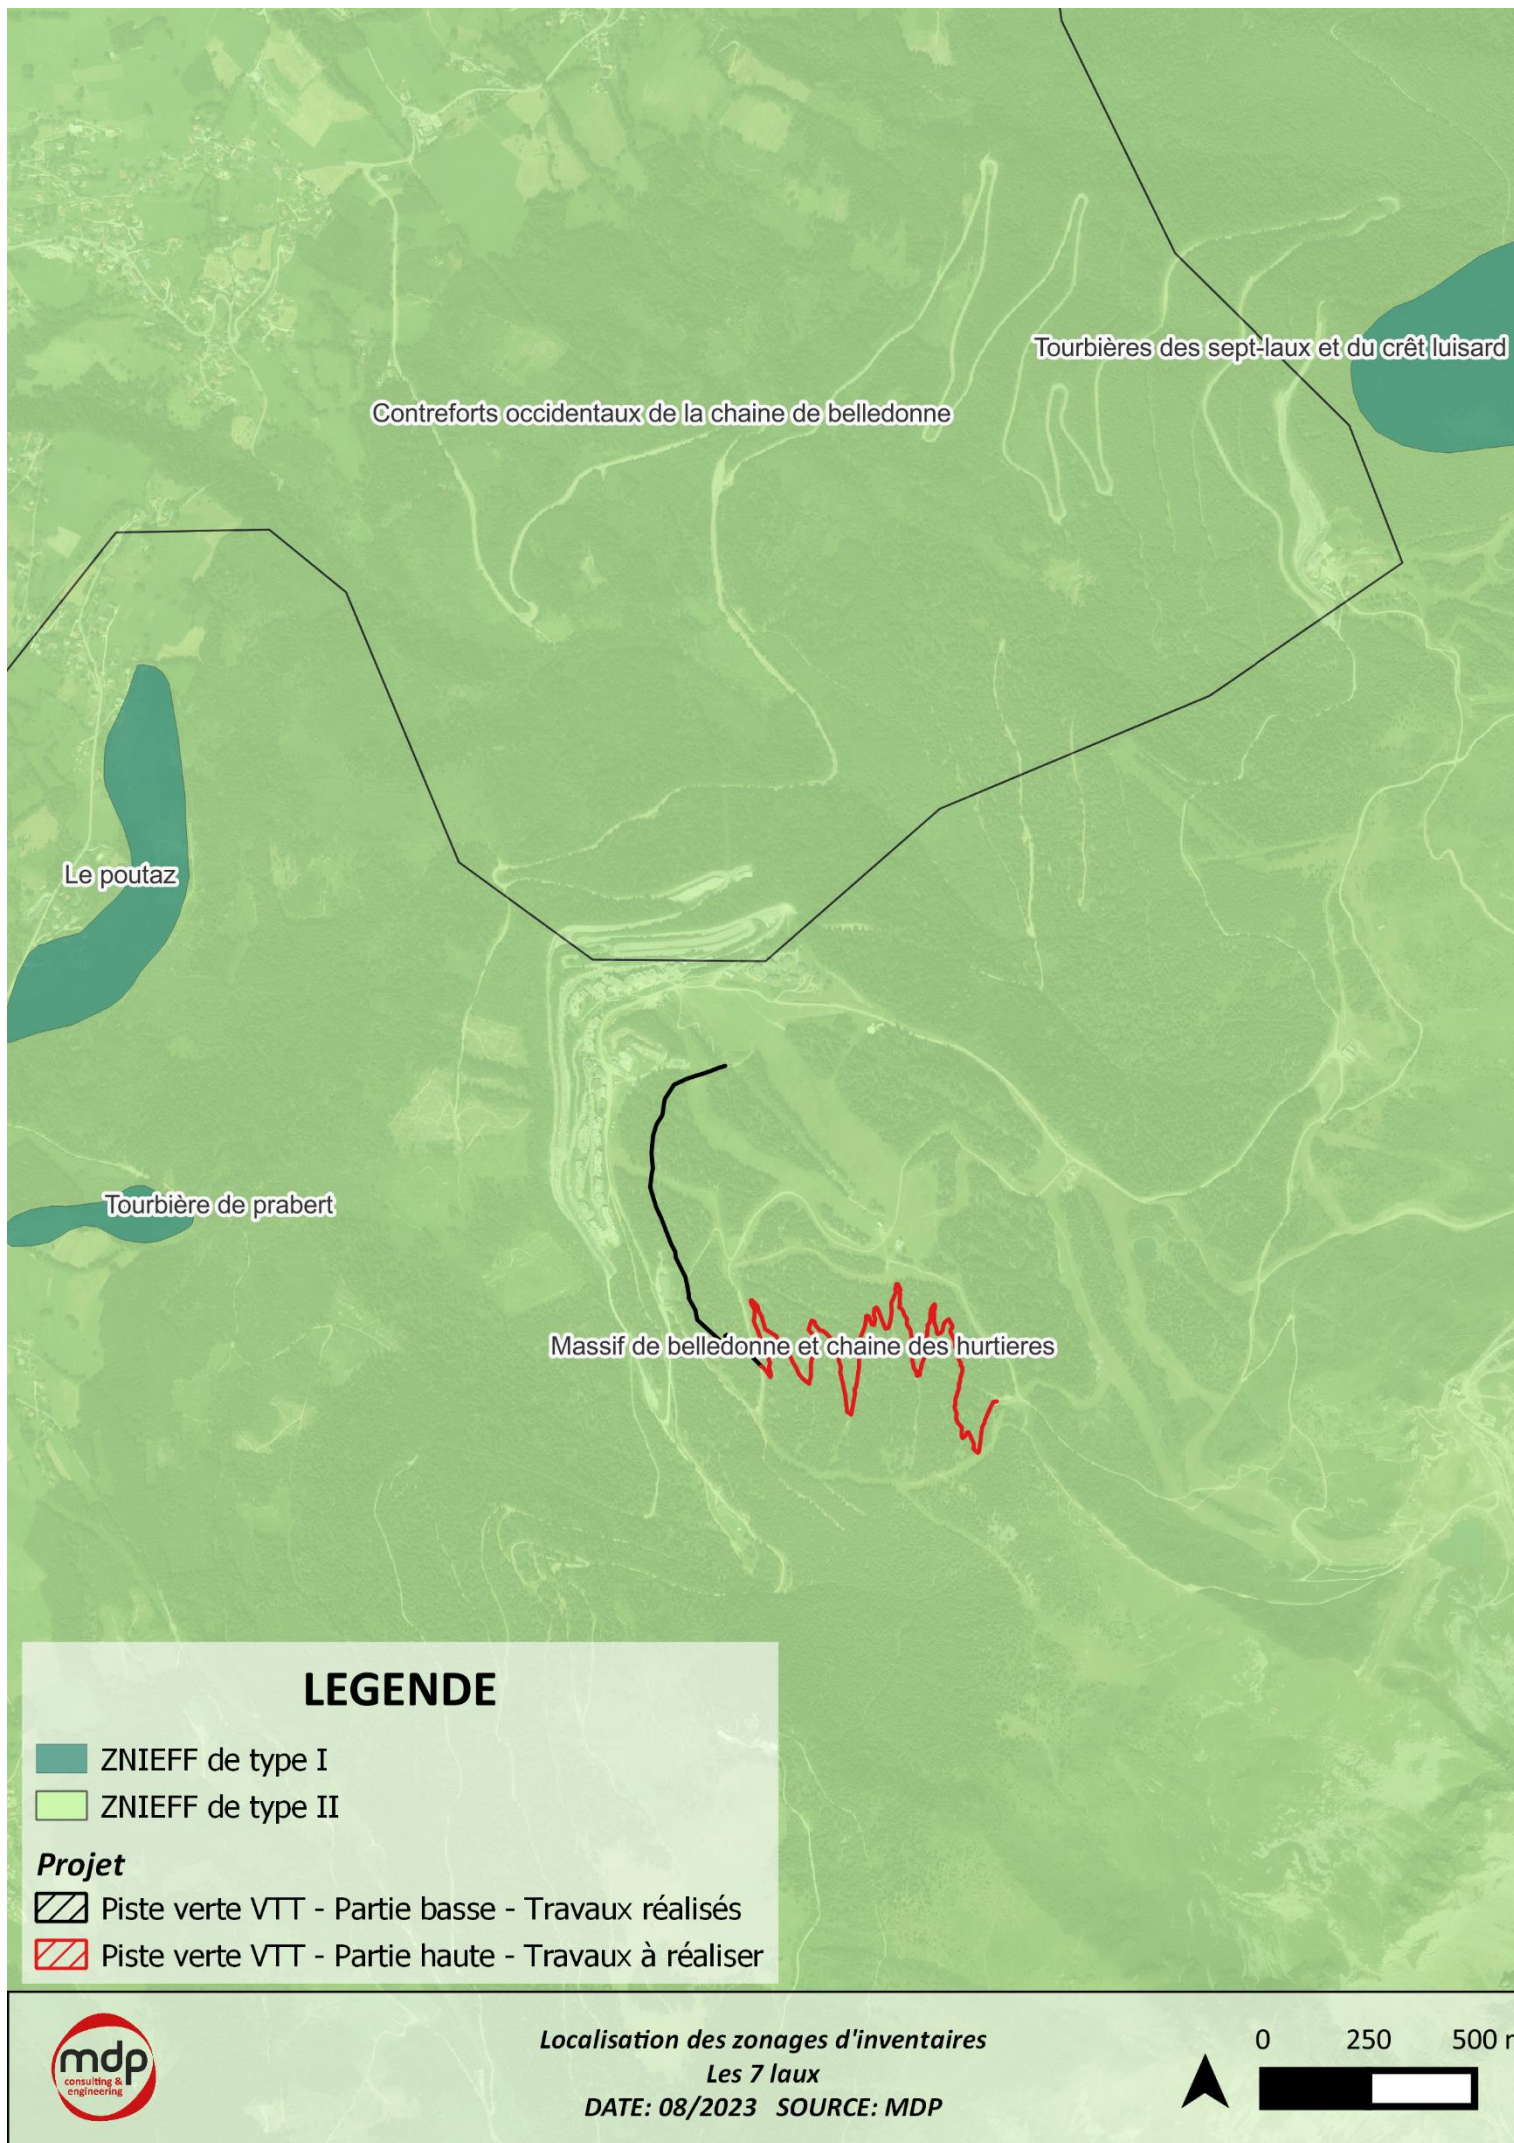 Tourbières des sept-laux et du crêt luisard
Contreforts occidentaux de la chaine de belledonne
Le poutaz
Tourbière de prabert
Massif de belledonne et chaine des hurtieres
LEGENDE
ZNIEFF de type I
ZNIEFF de type II
Projet
Piste verte VTT - Partie basse - Travaux réalisés
Piste verte VTT - Partie haute - Travaux à réaliser
mdp
consulting &
engineering
Localisation des zonages d'inventaires
Les 7 laux
DATE: 08/2023 SOURCE: MDP
0 250 500